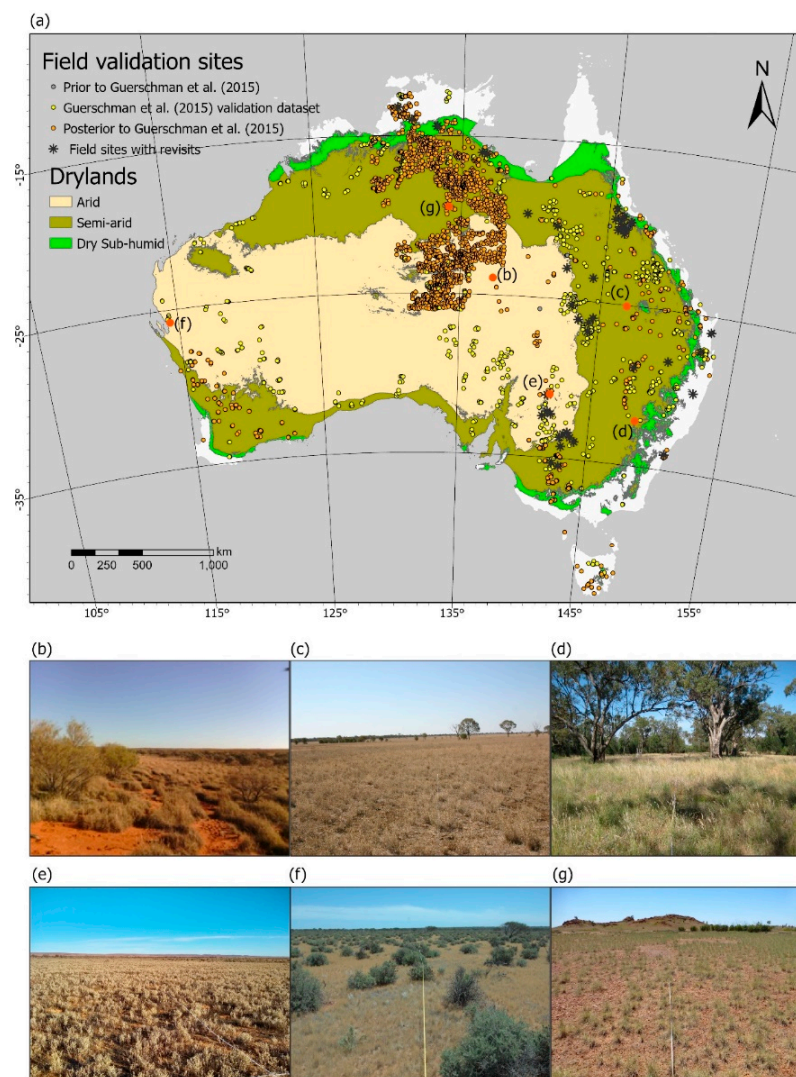 (a)
Field validation sites
Prior to Guerschman et al. (2015)
Guerschman et al. (2015) validation dataset
Posterior to Guerschman et al. (2015)
Field sites with revisits
Drylands
Arid
Semi-arid
Dry Sub-humid
N
-15°
-25°
-35°
(g)
(b)
(c)
(f)
(e)
(d)
km
0 250 500 1,000
105° 115° 125° 135° 145° 155°
(b) (c) (d)
(e) (f) (g)